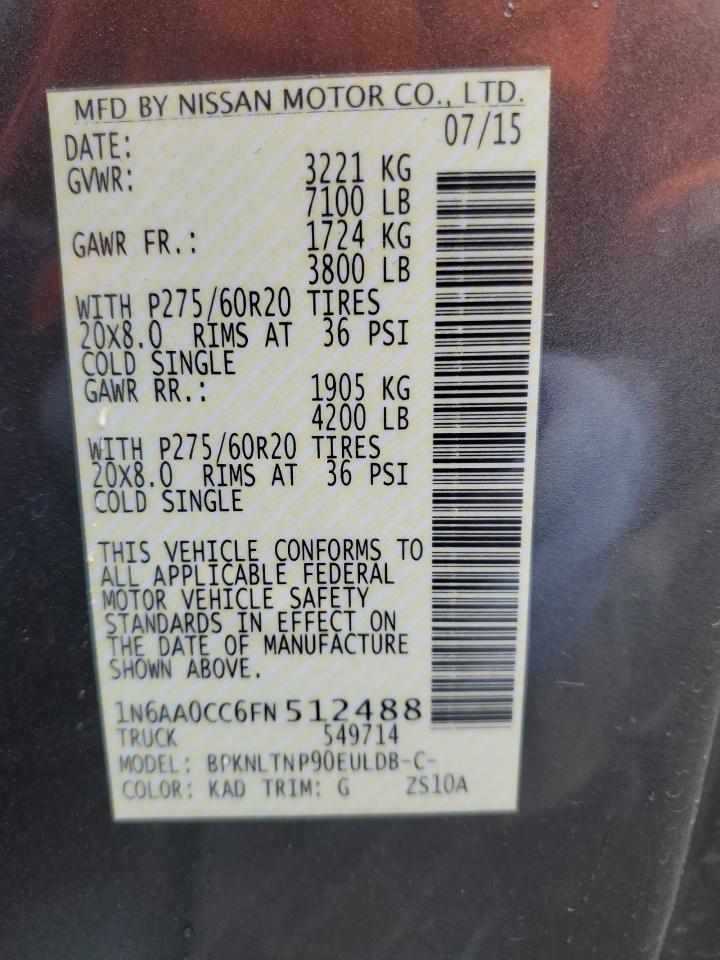 MFD BY NISSAN MOTOR CO., LTD.
DATE: 07/15
GVWR: 3221 KG
7100 LB
GAWR FR.: 1724 KG
3800 LB
WITH P275/60R20 TIRES
20X8.0 RIMS AT 36 PSI
COLD SINGLE
GAWR RR.: 1905 KG
4200 LB
WITH P275/60R20 TIRES
20X8.0 RIMS AT 36 PSI
COLD SINGLE
THIS VEHICLE CONFORMS TO
ALL APPLICABLE FEDERAL
MOTOR VEHICLE SAFETY
STANDARDS IN EFFECT ON
THE DATE OF MANUFACTURE
SHOWN ABOVE.
1N6AA0CC6FN512488
TRUCK 549714
MODEL: BPKNLTNP90EULDB-C-
COLOR: KAD TRIM: G ZS10A